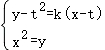 y-t²=k(x-t)
x²=y